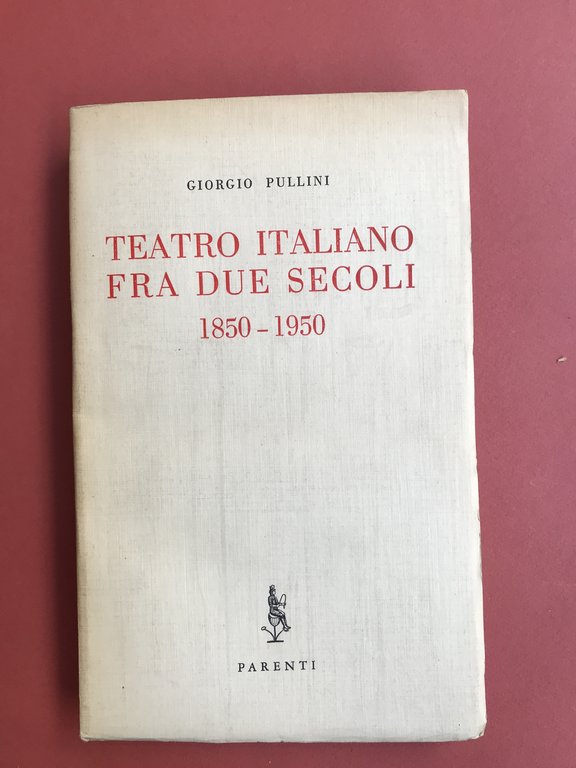 GIORGIO PULLINI
TEATRO ITALIANO
FRA DUE SECOLI
1850 – 1950
PARENTI